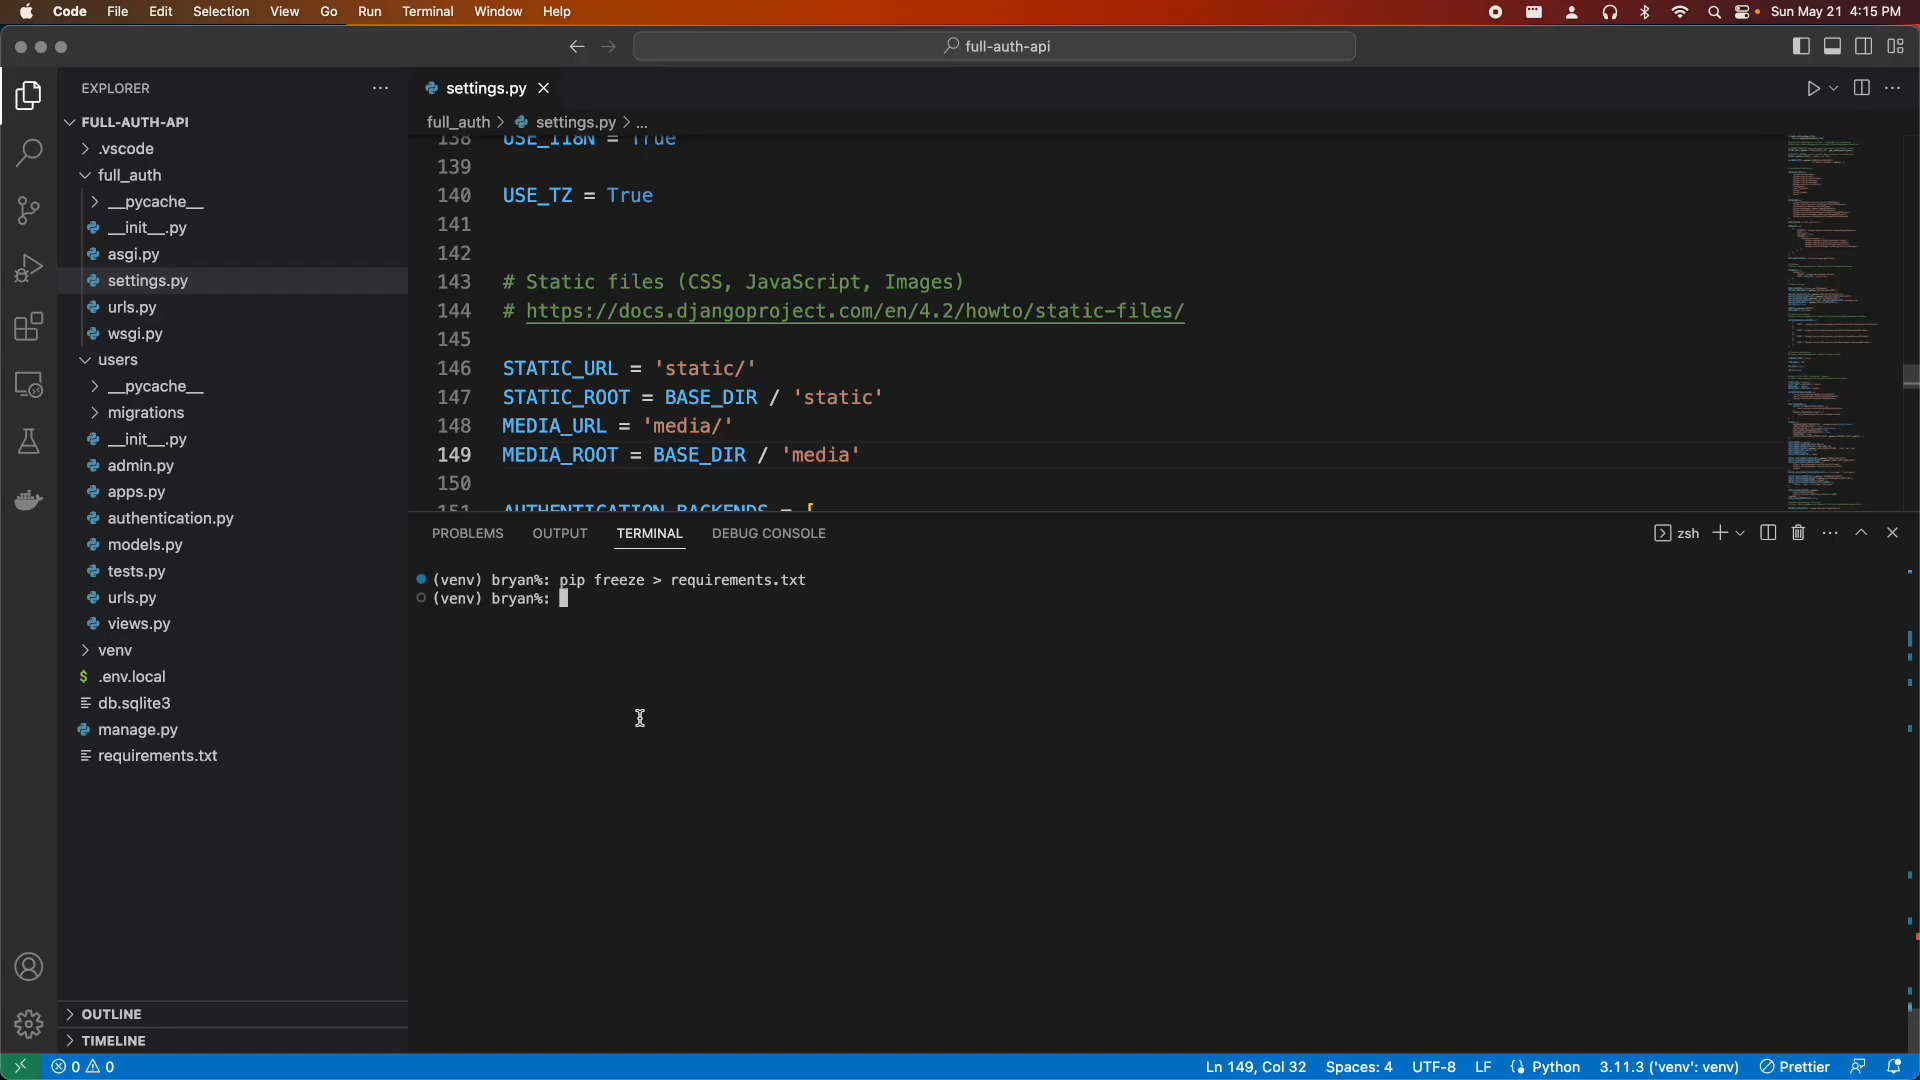 Code File Edit Selection View Go Run Terminal Window Help
Sun May 21 4:15 PM
full-auth-api
EXPLORER
FULL-AUTH-API
.vscode
full_auth
__pycache__
__init__.py
asgi.py
settings.py
urls.py
wsgi.py
users
__pycache__
migrations
__init__.py
admin.py
apps.py
authentication.py
models.py
tests.py
urls.py
views.py
venv
$ .env.local
db.sqlite3
manage.py
requirements.txt
OUTLINE
TIMELINE
settings.py
full_auth > settings.py > ...
138 USE_I18N = True
139
140 USE_TZ = True
141
142
143 # Static files (CSS, JavaScript, Images)
144 # https://docs.djangoproject.com/en/4.2/howto/static-files/
145
146 STATIC_URL = 'static/'
147 STATIC_ROOT = BASE_DIR / 'static'
148 MEDIA_URL = 'media/'
149 MEDIA_ROOT = BASE_DIR / 'media'
150
151 AUTHENTICATION_BACKENDS = [
PROBLEMS OUTPUT TERMINAL DEBUG CONSOLE
zsh
(venv) bryan%: pip freeze > requirements.txt
(venv) bryan%:
0 0
Ln 149, Col 32 Spaces: 4 UTF-8 LF Python 3.11.3 ('venv': venv) Prettier